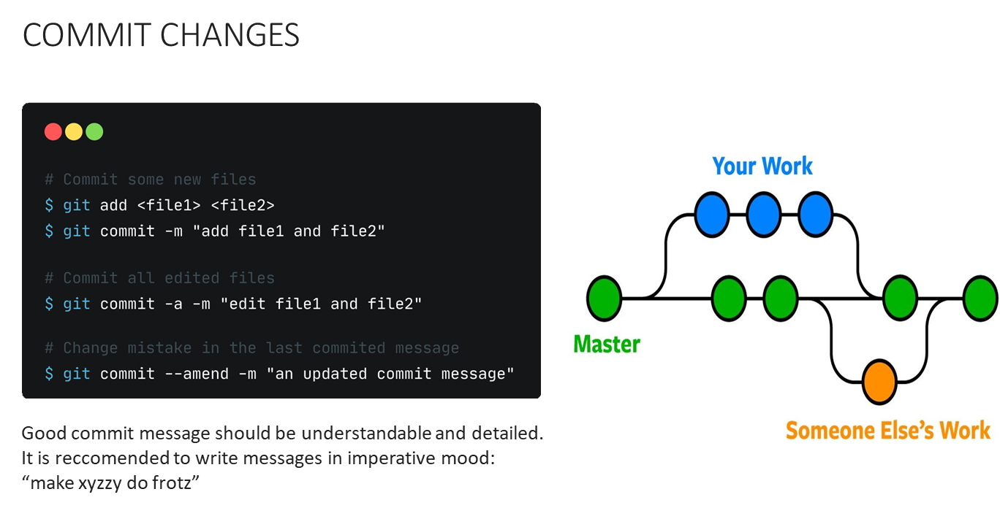 COMMIT CHANGES
# Commit some new files
$ git add <file1> <file2>
$ git commit -m "add file1 and file2"
# Commit all edited files
$ git commit -a -m "edit file1 and file2"
# Change mistake in the last commited message
$ git commit --amend -m "an updated commit message"
Good commit message should be understandable and detailed.
It is reccomended to write messages in imperative mood:
“make xyzzy do frotz”
Your Work
Master
Someone Else’s Work